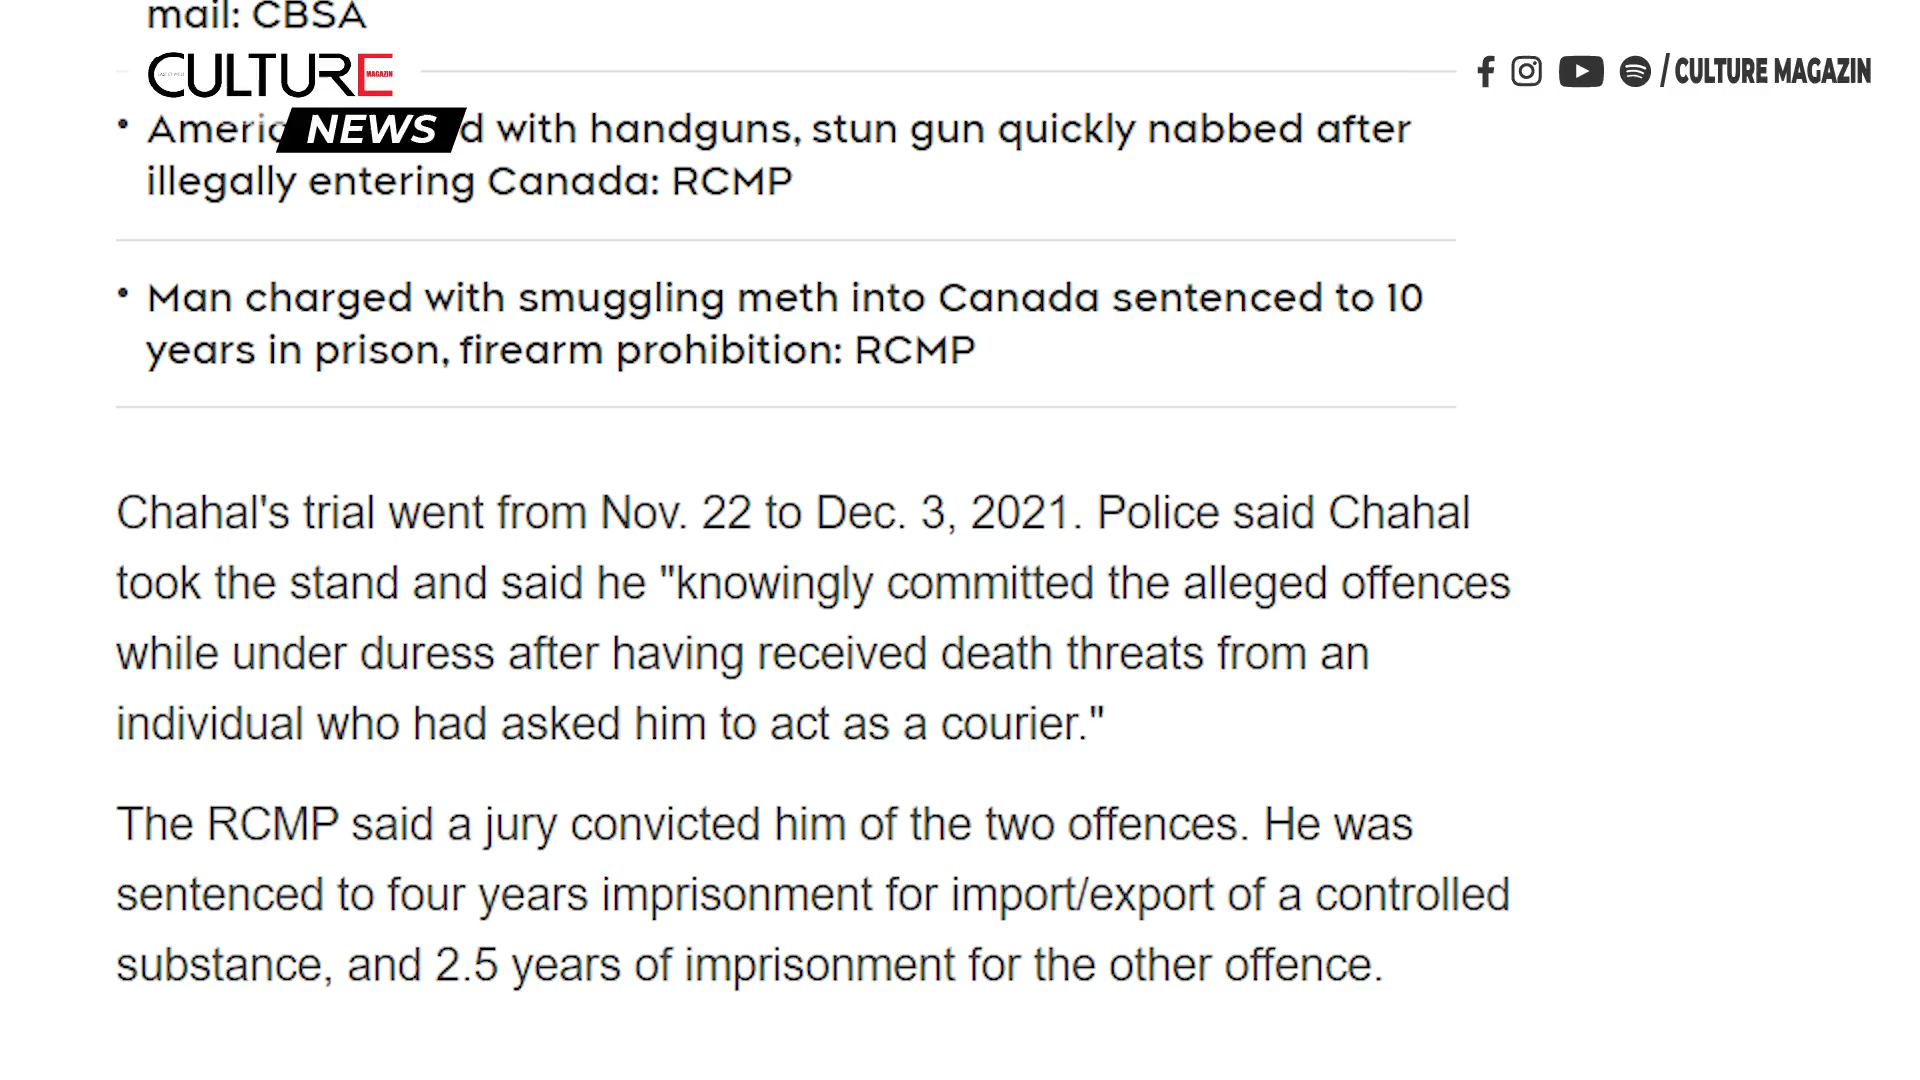 mail: CBSA
CULTURE
MAGAZIN
NEWS
/ CULTURE MAGAZIN
• with handguns, stun gun quickly nabbed after
illegally entering Canada: RCMP
• Man charged with smuggling meth into Canada sentenced to 10
years in prison, firearm prohibition: RCMP
Chahal's trial went from Nov. 22 to Dec. 3, 2021. Police said Chahal
took the stand and said he "knowingly committed the alleged offences
while under duress after having received death threats from an
individual who had asked him to act as a courier."
The RCMP said a jury convicted him of the two offences. He was
sentenced to four years imprisonment for import/export of a controlled
substance, and 2.5 years of imprisonment for the other offence.